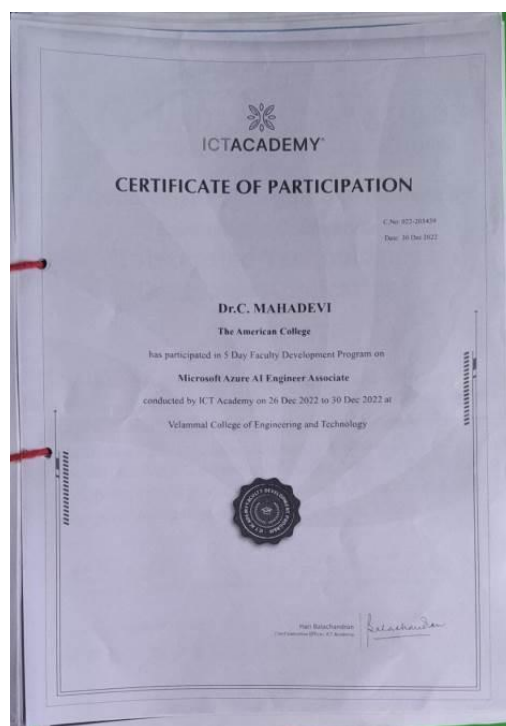 ICTACADEMY
CERTIFICATE OF PARTICIPATION
Date: 30 Dec 2022
Dr.C. MAHADEVI
The American College
has participated in 5 Day Faculty Development Program on
Microsoft Azure AI Engineer Associate
conducted by ICT Academy on 26 Dec 2022 to 30 Dec 2022 at
Velammal College of Engineering and Technology
Hari Balachandran